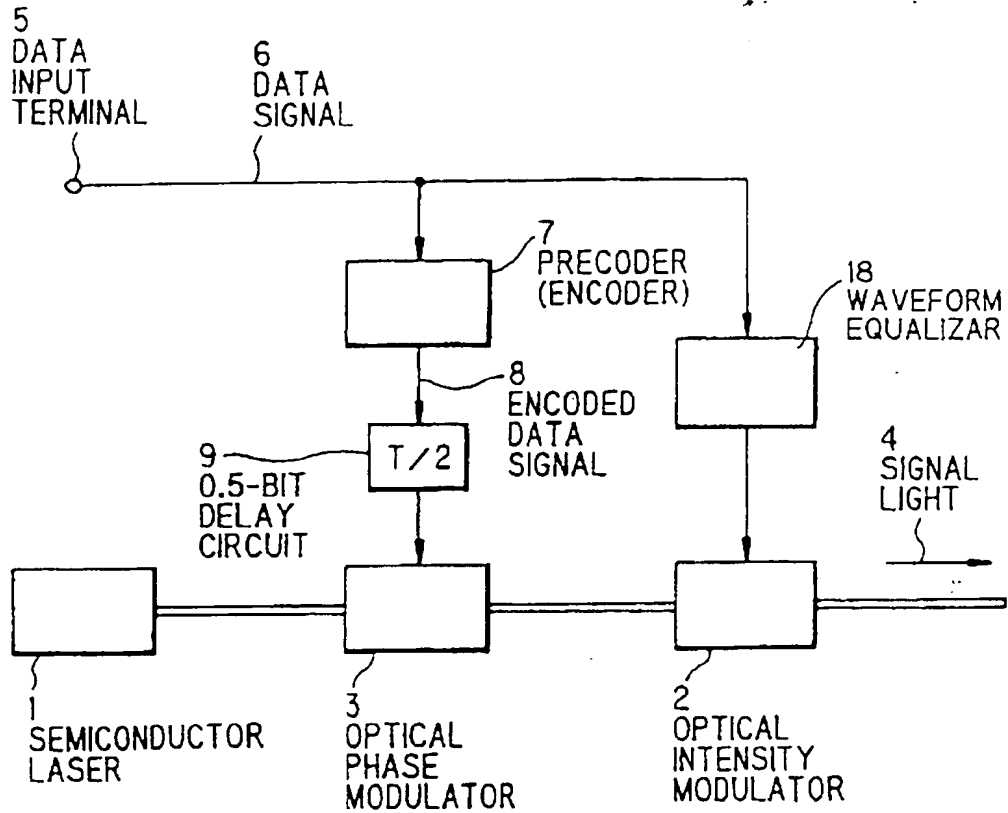 5
DATA
INPUT
TERMINAL
6
DATA
SIGNAL
7
PRECODER
(ENCODER)
18
WAVEFORM
EQUALIZAR
8
ENCODED
DATA
SIGNAL
T/2
9
0.5-BIT
DELAY
CIRCUIT
4
SIGNAL
LIGHT
1
SEMICONDUCTOR
LASER
3
OPTICAL
PHASE
MODULATOR
2
OPTICAL
INTENSITY
MODULATOR